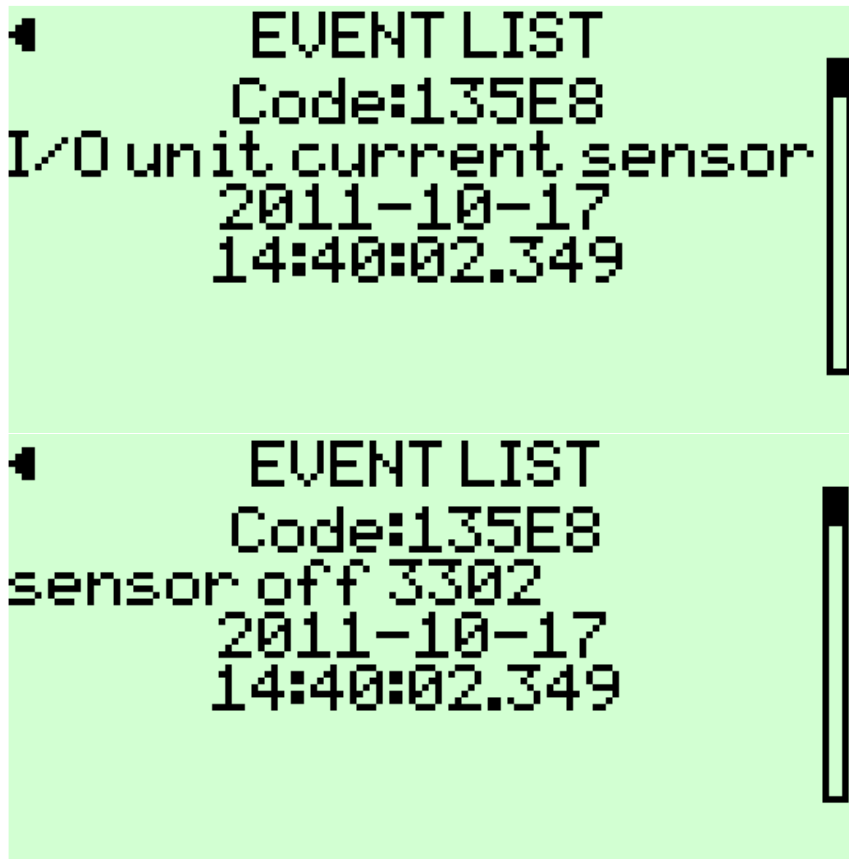 EVENT LIST
Code:135E8
I/O unit current sensor
2011-10-17
14:40:02.349
EVENT LIST
Code:135E8
sensor off 3302
2011-10-17
14:40:02.349